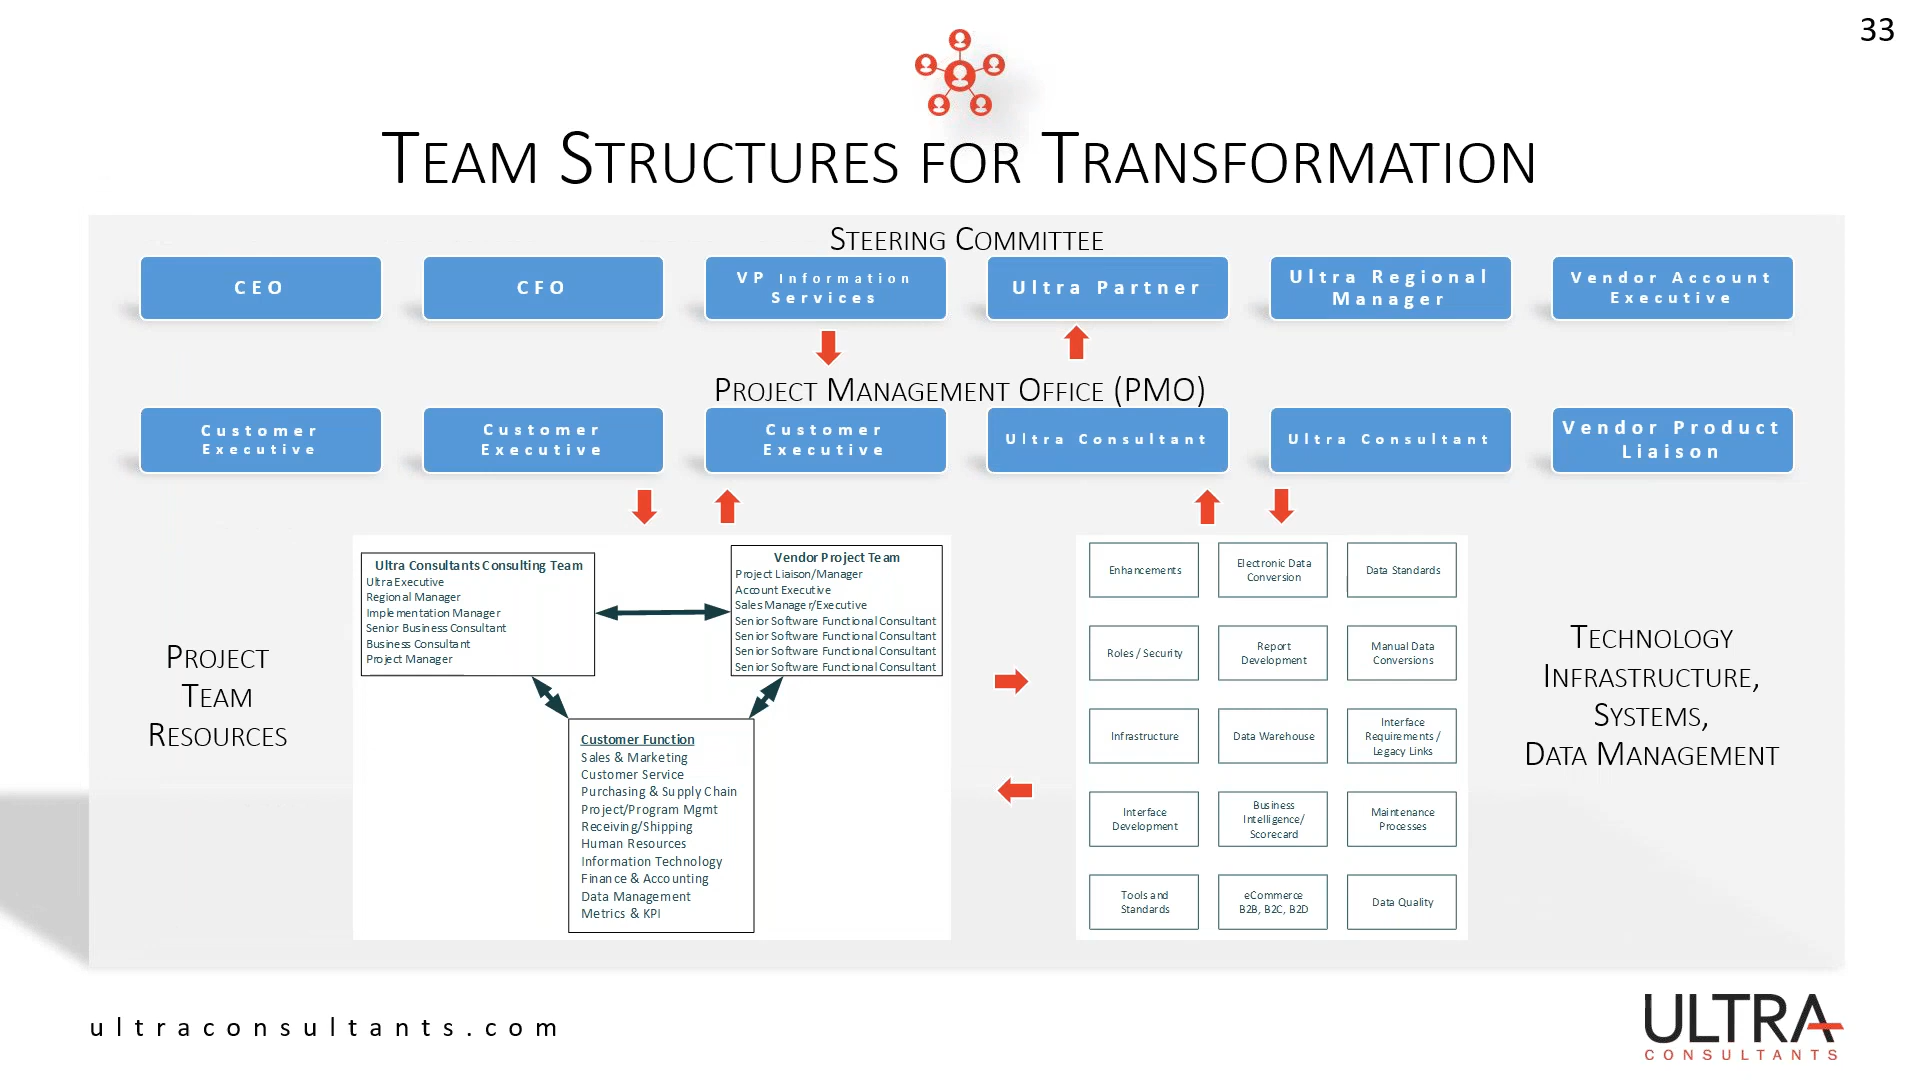 33
Team Structures for Transformation
Steering Committee
CEO
CFO
VP Information
Services
Ultra Partner
Ultra Regional
Manager
Vendor Account
Executive
Project Management Office (PMO)
Customer
Executive
Customer
Executive
Customer
Executive
Ultra Consultant
Ultra Consultant
Vendor Product
Liaison
Project
Team
Resources
Ultra Consultants Consulting Team
Ultra Executive
Regional Manager
Implementation Manager
Senior Business Consultant
Business Consultant
Project Manager
Vendor Project Team
Project Liaison/Manager
Account Executive
Sales Manager/Executive
Senior Software Functional Consultant
Senior Software Functional Consultant
Senior Software Functional Consultant
Senior Software Functional Consultant
Customer Function
Sales & Marketing
Customer Service
Purchasing & Supply Chain
Project/Program Mgmt
Receiving/Shipping
Human Resources
Information Technology
Finance & Accounting
Data Management
Metrics & KPI
Enhancements
Electronic Data
Conversion
Data Standards
Roles / Security
Report
Development
Manual Data
Conversions
Infrastructure
Data Warehouse
Interface
Requirements /
Legacy Links
Interface
Development
Business
Intelligence/
Scorecard
Maintenance
Processes
Tools and
Standards
eCommerce
B2B, B2C, B2D
Data Quality
Technology
Infrastructure,
Systems,
Data Management
ultraconsultants.com
ULTRA
CONSULTANTS